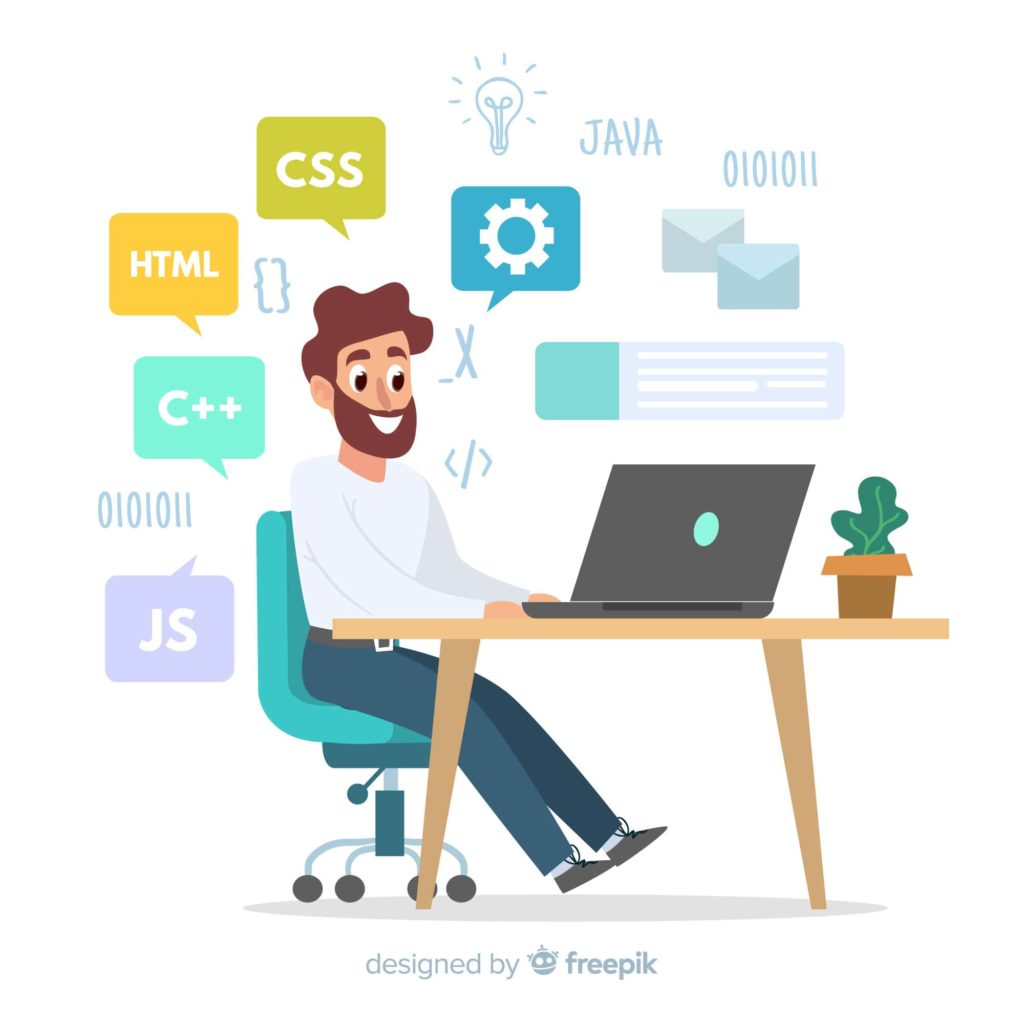 JAVA
CSS
0101011
HTML
{}
_X
C++
</>
0101011
JS
designed by freepik